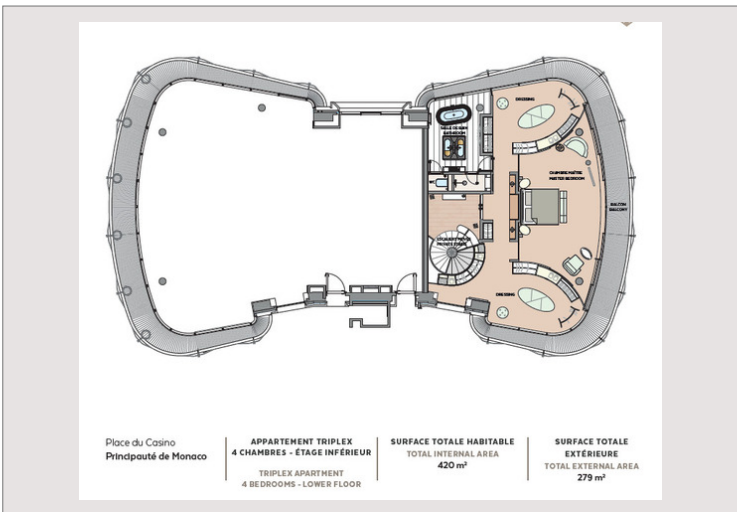 DRESSING
SALLE DE BAIN
BATHROOM
CHAMBRE MAÎTRE
MASTER BEDROOM
BALCON
BALCONY
ESCALIER PRIVÉ
DRESSING
Place du Casino
Principauté de Monaco
APPARTEMENT TRIPLEX
4 CHAMBRES - ÉTAGE INFÉRIEUR
TRIPLEX APARTMENT
4 BEDROOMS - LOWER FLOOR
SURFACE TOTALE HABITABLE
TOTAL INTERNAL AREA
420 m²
SURFACE TOTALE
EXTÉRIEURE
TOTAL EXTERNAL AREA
279 m²